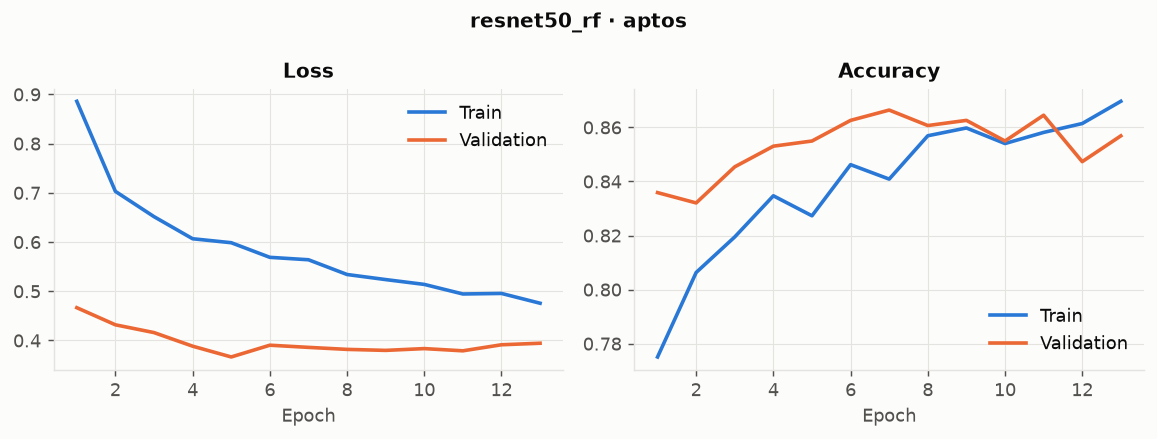 resnet50_rf · aptos
Loss
0.9
0.8
0.7
0.6
0.5
0.4
2 4 6 8 10 12
Epoch
Train
Validation
Accuracy
0.86
0.84
0.82
0.80
0.78
2 4 6 8 10 12
Epoch
Train
Validation